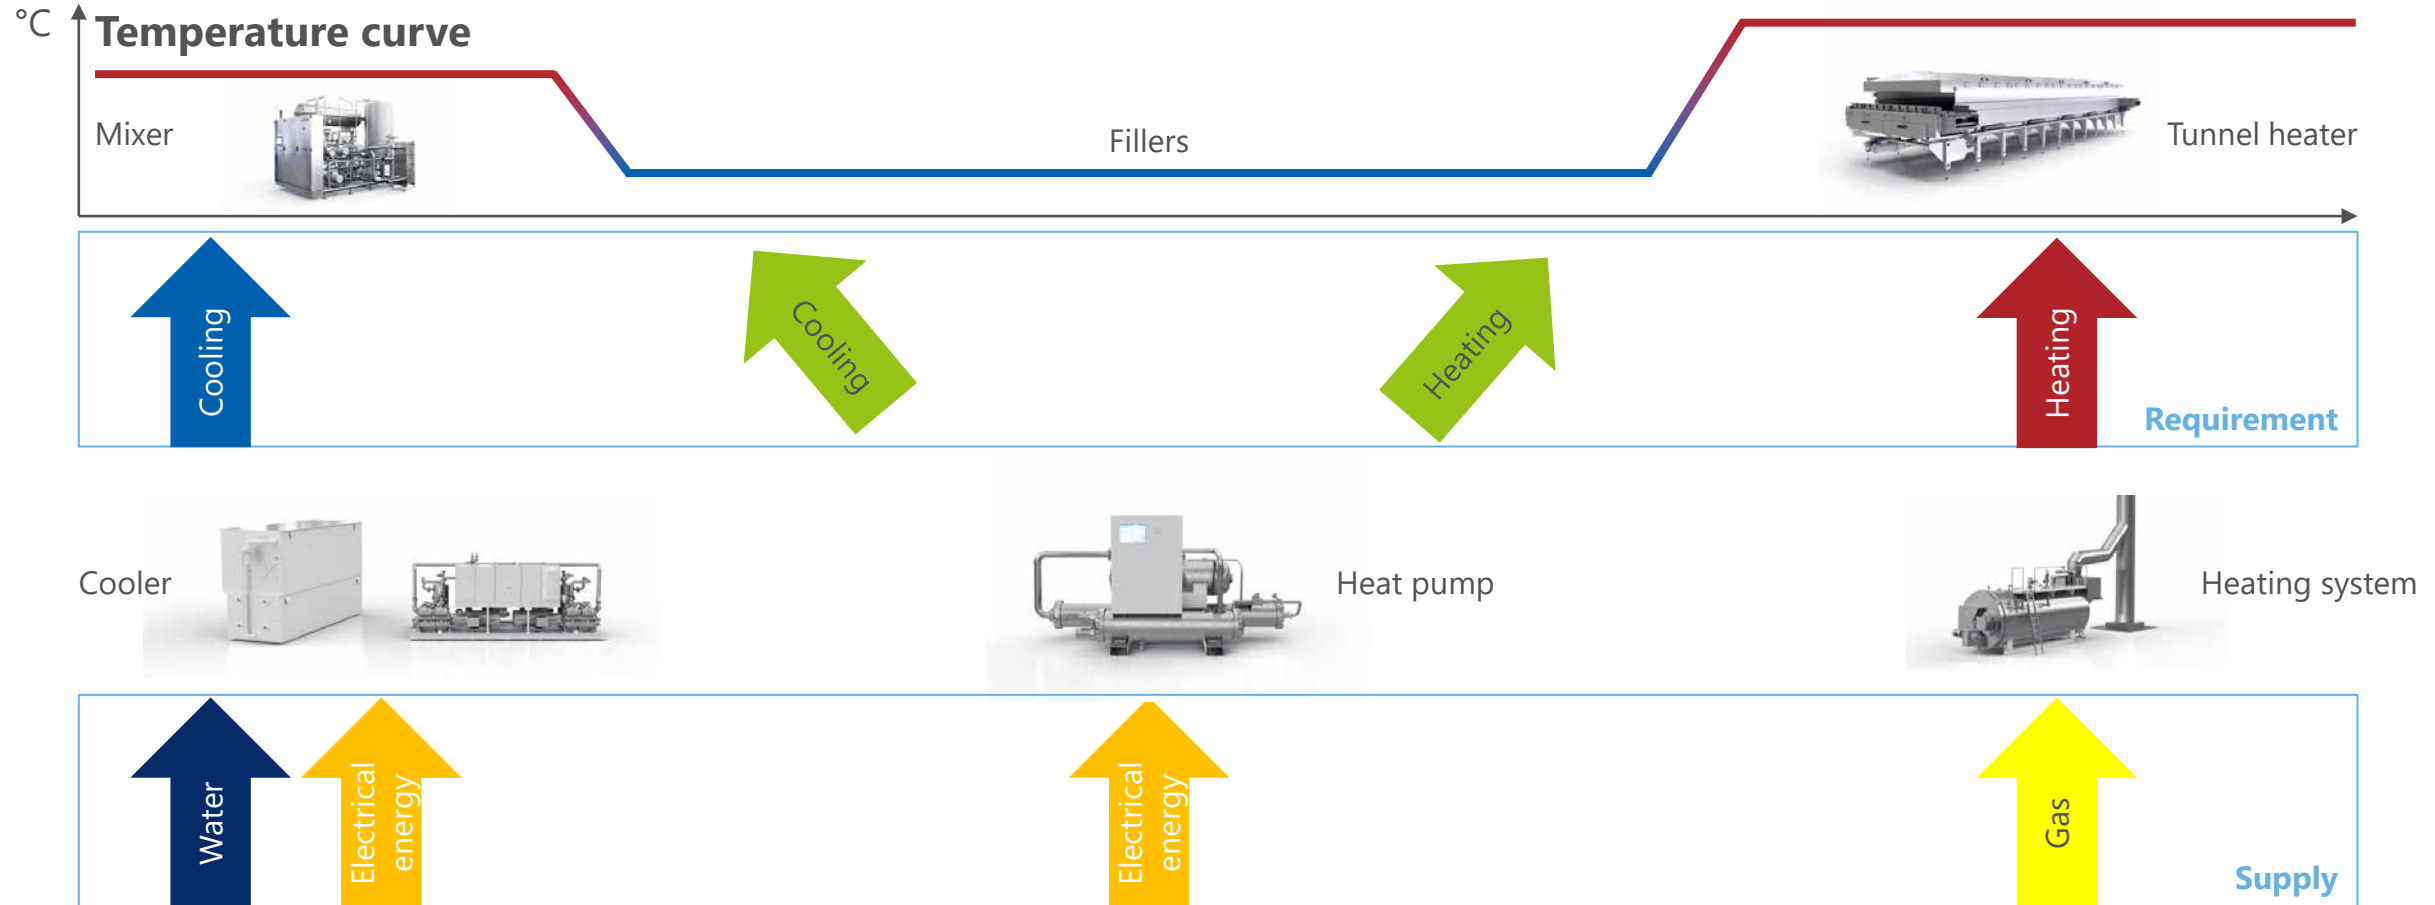 °C
Temperature curve
Mixer
Fillers
Tunnel heater
Cooling
Cooling
Heating
Heating
Requirement
Cooler
Heat pump
Heating system
Water
Electrical
energy
Electrical
energy
Gas
Supply